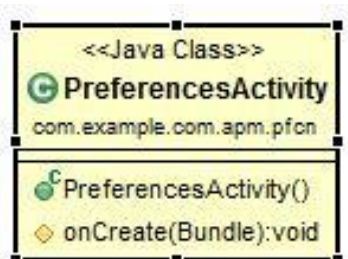 <<Java Class>>
PreferencesActivity
com.example.com.apm.pfcn
PreferencesActivity()
onCreate(Bundle):void